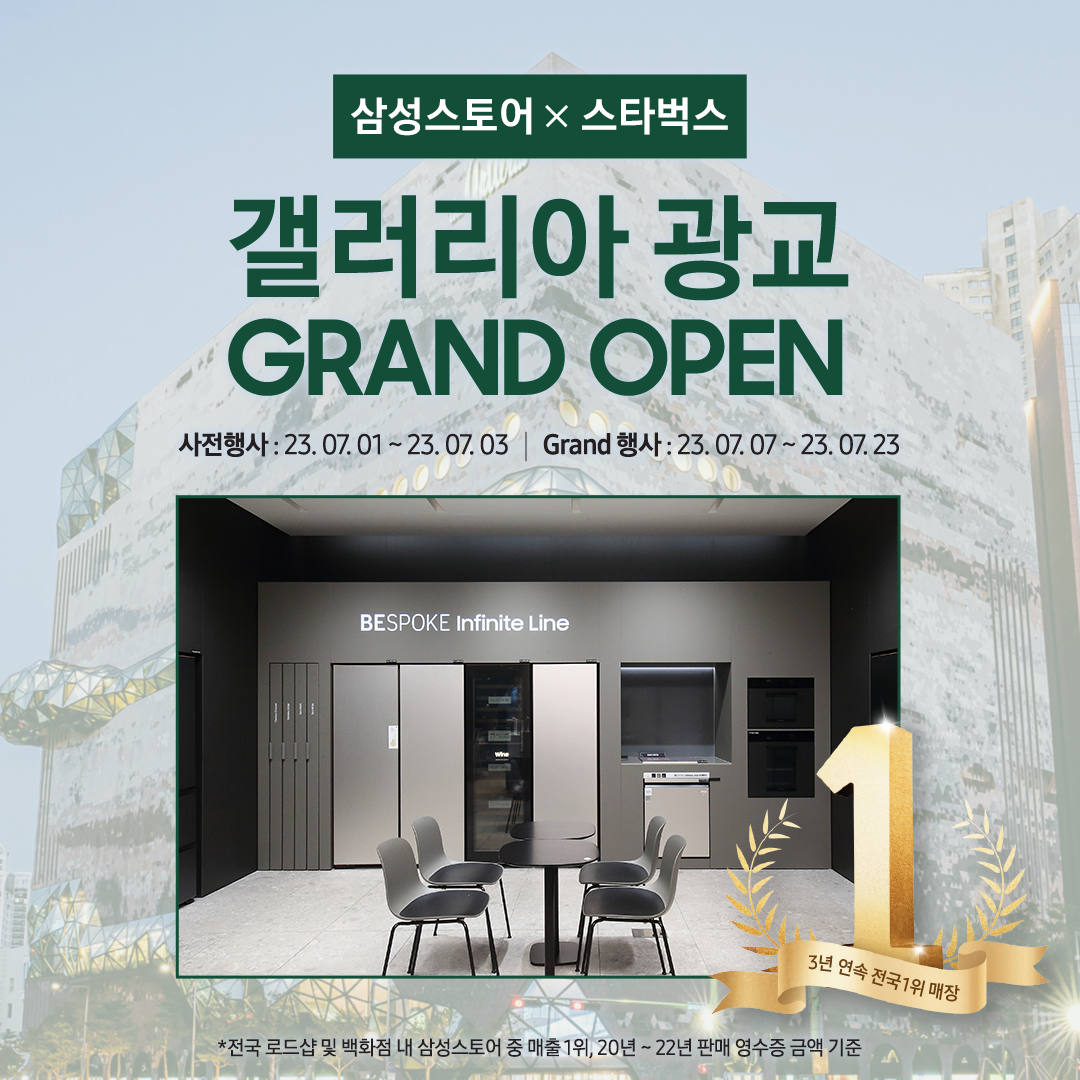 삼성스토어 × 스타벅스
갤러리아 광교
GRAND OPEN
사전행사 : 23. 07. 01 ~ 23. 07. 03 | Grand 행사 : 23. 07. 07 ~ 23. 07. 23
BESPOKE Infinite Line
Wine
1
3년 연속 전국1위 매장
*전국 로드샵 및 백화점 내 삼성스토어 중 매출 1위, 20년 ~ 22년 판매 영수증 금액 기준